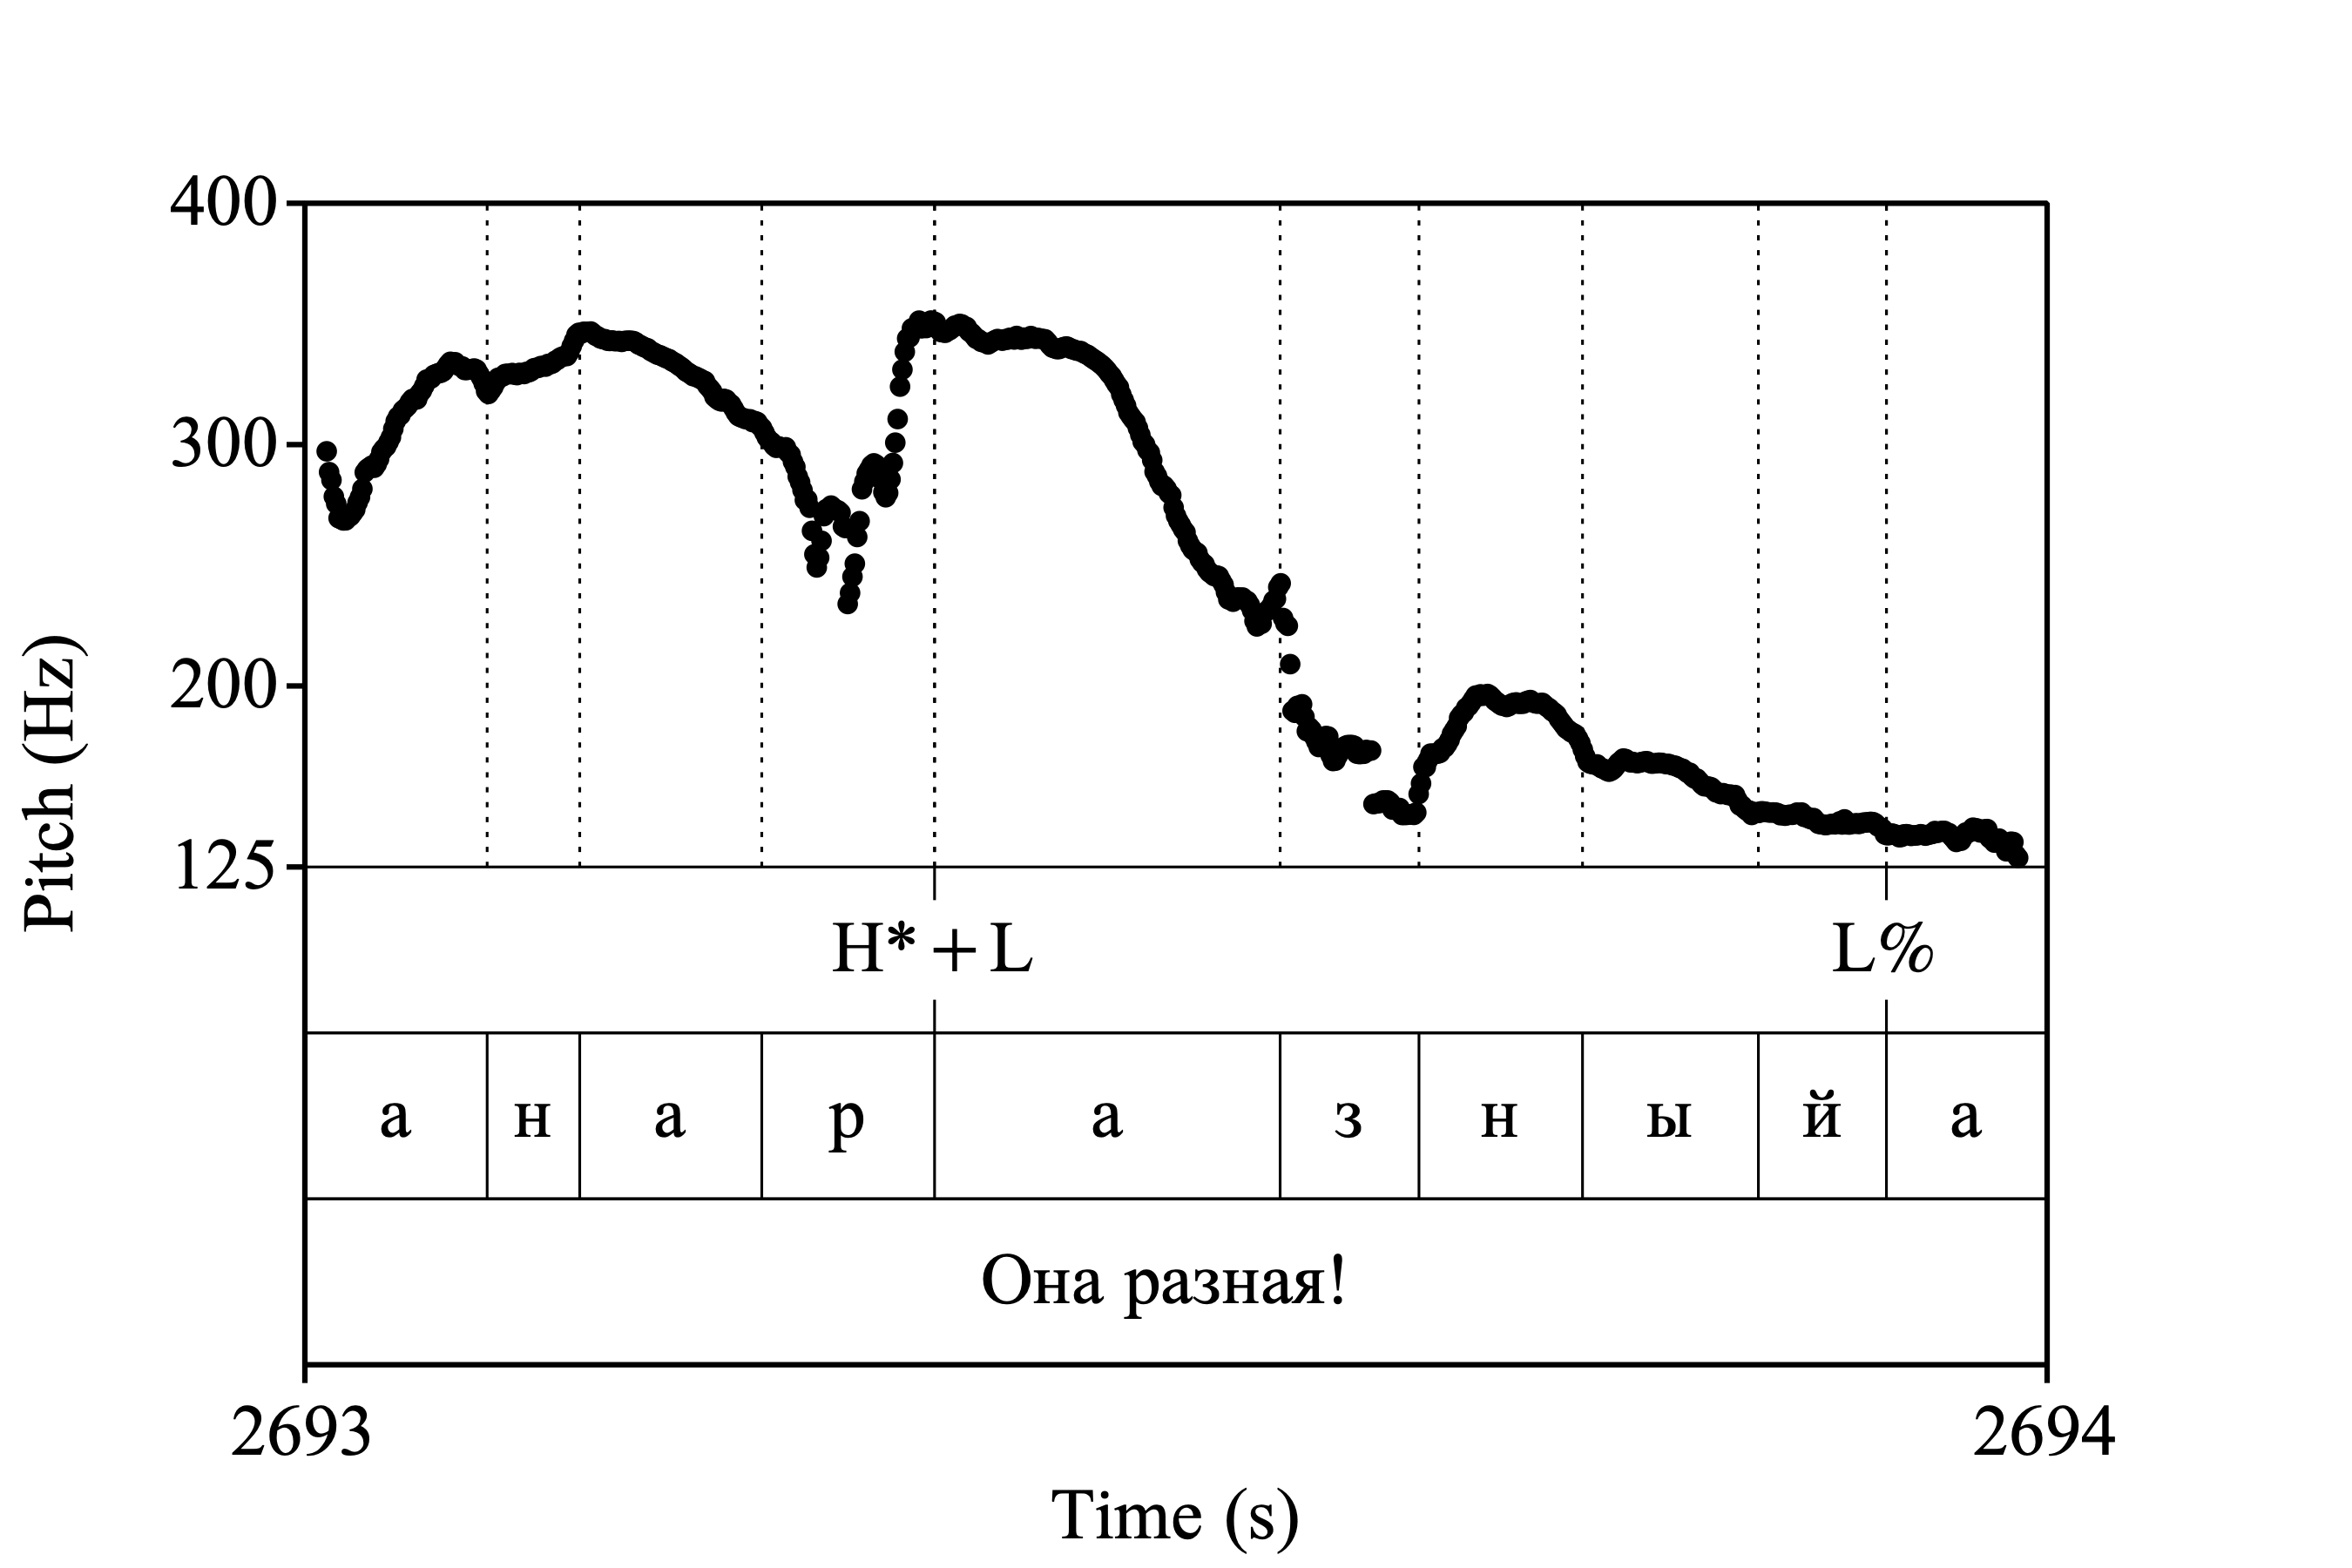 400
300
200
125
Pitch (Hz)
H*+L L%
а н а р а з н ы й а
Она разная!
2693 2694
Time (s)